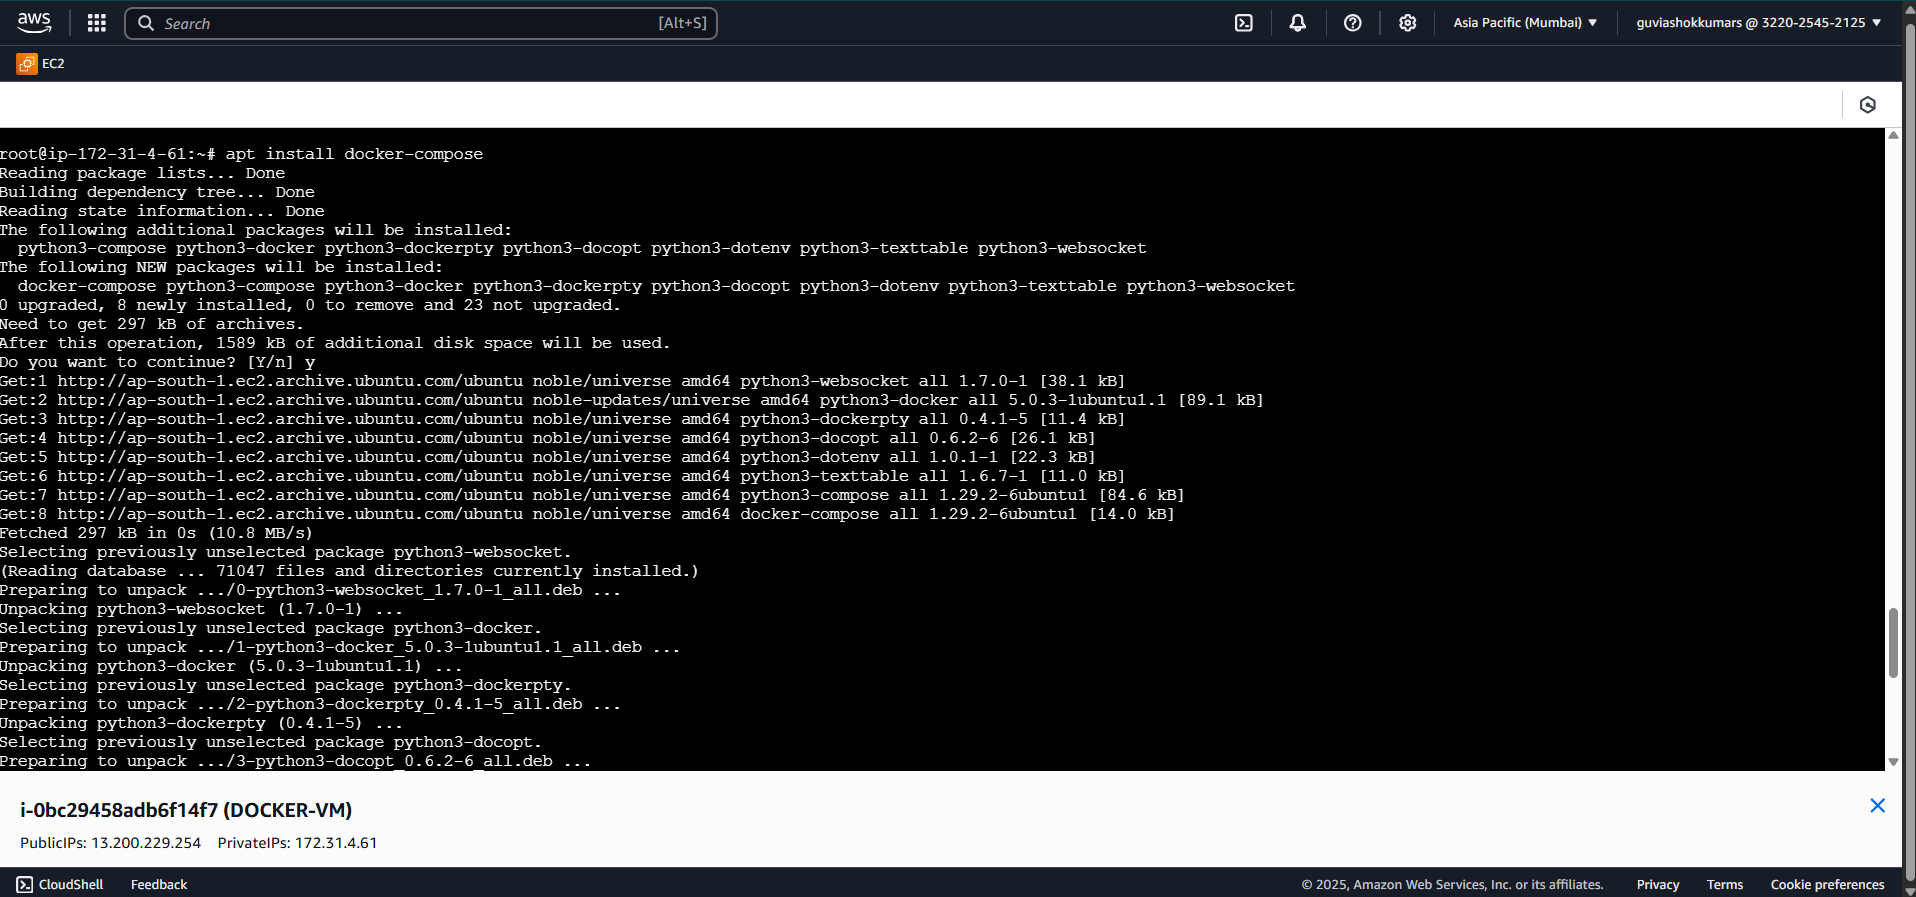 aws
Search [Alt+S]
Asia Pacific (Mumbai)
guviashokkumars @ 3220-2545-2125
EC2
root@ip-172-31-4-61:~# apt install docker-compose
Reading package lists... Done
Building dependency tree... Done
Reading state information... Done
The following additional packages will be installed:
python3-compose python3-docker python3-dockerpty python3-docopt python3-dotenv python3-texttable python3-websocket
The following NEW packages will be installed:
docker-compose python3-compose python3-docker python3-dockerpty python3-docopt python3-dotenv python3-texttable python3-websocket
0 upgraded, 8 newly installed, 0 to remove and 23 not upgraded.
Need to get 297 kB of archives.
After this operation, 1589 kB of additional disk space will be used.
Do you want to continue? [Y/n] y
Get:1 http://ap-south-1.ec2.archive.ubuntu.com/ubuntu noble/universe amd64 python3-websocket all 1.7.0-1 [38.1 kB]
Get:2 http://ap-south-1.ec2.archive.ubuntu.com/ubuntu noble-updates/universe amd64 python3-docker all 5.0.3-1ubuntu1.1 [89.1 kB]
Get:3 http://ap-south-1.ec2.archive.ubuntu.com/ubuntu noble/universe amd64 python3-dockerpty all 0.4.1-5 [11.4 kB]
Get:4 http://ap-south-1.ec2.archive.ubuntu.com/ubuntu noble/universe amd64 python3-docopt all 0.6.2-6 [26.1 kB]
Get:5 http://ap-south-1.ec2.archive.ubuntu.com/ubuntu noble/universe amd64 python3-dotenv all 1.0.1-1 [22.3 kB]
Get:6 http://ap-south-1.ec2.archive.ubuntu.com/ubuntu noble/universe amd64 python3-texttable all 1.6.7-1 [11.0 kB]
Get:7 http://ap-south-1.ec2.archive.ubuntu.com/ubuntu noble/universe amd64 python3-compose all 1.29.2-6ubuntu1 [84.6 kB]
Get:8 http://ap-south-1.ec2.archive.ubuntu.com/ubuntu noble/universe amd64 docker-compose all 1.29.2-6ubuntu1 [14.0 kB]
Fetched 297 kB in 0s (10.8 MB/s)
Selecting previously unselected package python3-websocket.
(Reading database ... 71047 files and directories currently installed.)
Preparing to unpack .../0-python3-websocket_1.7.0-1_all.deb ...
Unpacking python3-websocket (1.7.0-1) ...
Selecting previously unselected package python3-docker.
Preparing to unpack .../1-python3-docker_5.0.3-1ubuntu1.1_all.deb ...
Unpacking python3-docker (5.0.3-1ubuntu1.1) ...
Selecting previously unselected package python3-dockerpty.
Preparing to unpack .../2-python3-dockerpty_0.4.1-5_all.deb ...
Unpacking python3-dockerpty (0.4.1-5) ...
Selecting previously unselected package python3-docopt.
Preparing to unpack .../3-python3-docopt_0.6.2-6_all.deb ...
i-0bc29458adb6f14f7 (DOCKER-VM)
PublicIPs: 13.200.229.254 PrivateIPs: 172.31.4.61
CloudShell Feedback
© 2025, Amazon Web Services, Inc. or its affiliates. Privacy Terms Cookie preferences